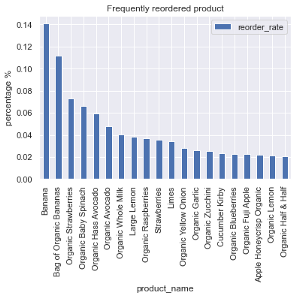 Frequently reordered product
reorder_rate
percentage %
0.14
0.12
0.10
0.08
0.06
0.04
0.02
0.00
Banana
Bag of Organic Bananas
Organic Strawberries
Organic Baby Spinach
Organic Hass Avocado
Organic Avocado
Organic Whole Milk
Large Lemon
Organic Raspberries
Strawberries
Limes
Organic Yellow Onion
Organic Garlic
Organic Zucchini
Cucumber Kirby
Organic Blueberries
Organic Fuji Apple
Apple Honeycrisp Organic
Organic Lemon
Organic Half & Half
product_name